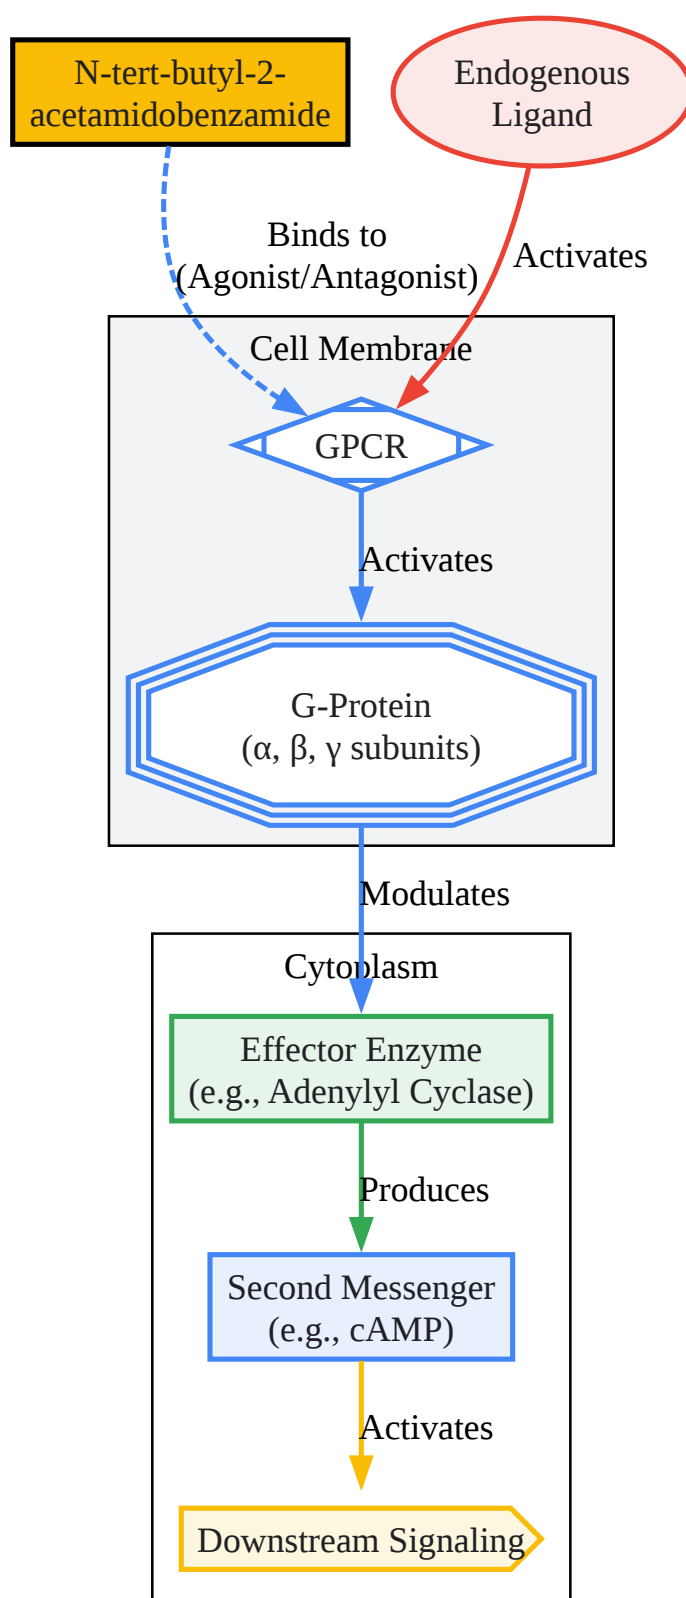 N-tert-butyl-2-
acetamidobenzamide
Endogenous
Ligand
Binds to
(Agonist/Antagonist)
Activates
Cell Membrane
GPCR
Activates
G-Protein
(α, β, γ subunits)
Modulates
Cytoplasm
Effector Enzyme
(e.g., Adenylyl Cyclase)
Produces
Second Messenger
(e.g., cAMP)
Activates
Downstream Signaling